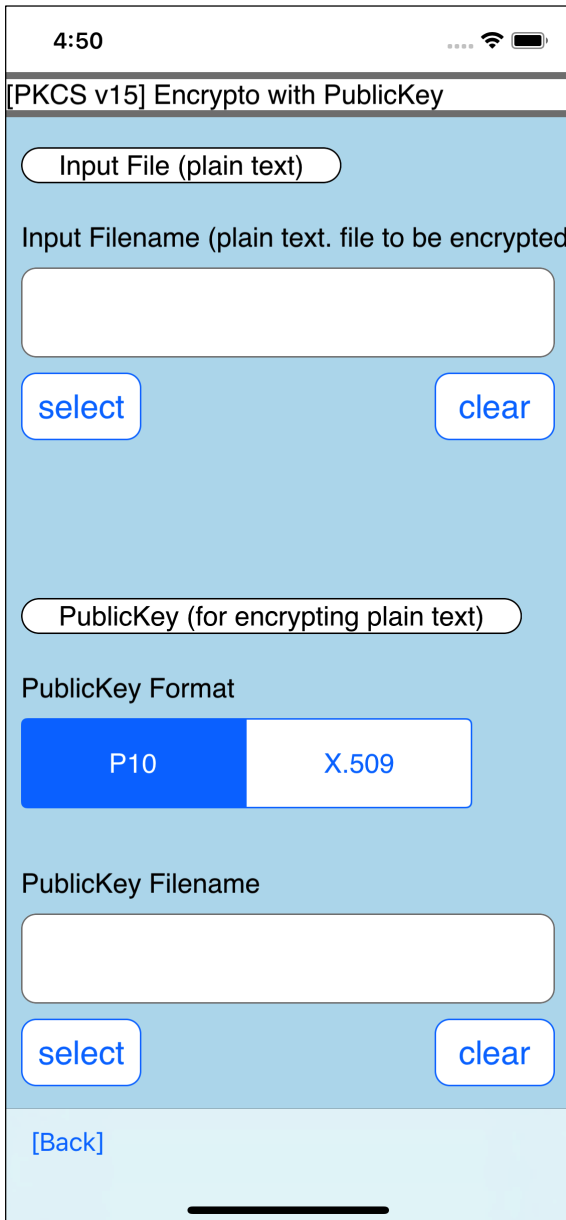 4:50
[PKCS v15] Encrypto with PublicKey
Input File (plain text)
Input Filename (plain text. file to be encrypted
select clear
PublicKey (for encrypting plain text)
PublicKey Format
P10 X.509
PublicKey Filename
select clear
[Back]